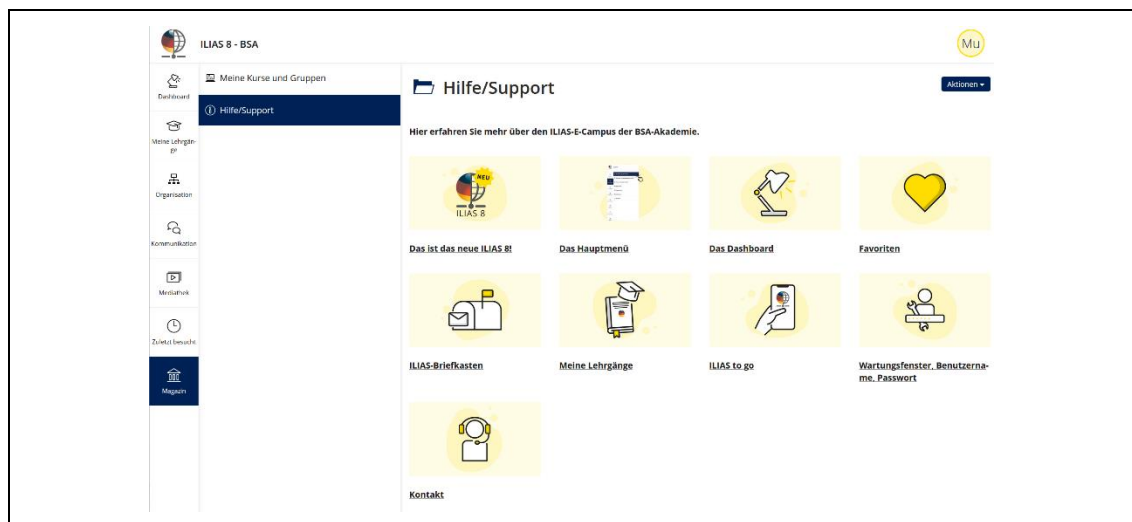 ILIAS 8 - BSA
Mu
Dashboard
Meine Lehrgän-
ge
Organisation
Kommunikation
Mediathek
Zuletzt besucht
Magazin
Meine Kurse und Gruppen
Hilfe/Support
Hilfe/Support
Aktionen
Hier erfahren Sie mehr über den ILIAS-E-Campus der BSA-Akademie.
NEU
ILIAS 8
Das ist das neue ILIAS 8!
Das Hauptmenü
Das Dashboard
Favoriten
ILIAS-Briefkasten
Meine Lehrgänge
ILIAS to go
Wartungsfenster, Benutzerna-
me, Passwort
Kontakt